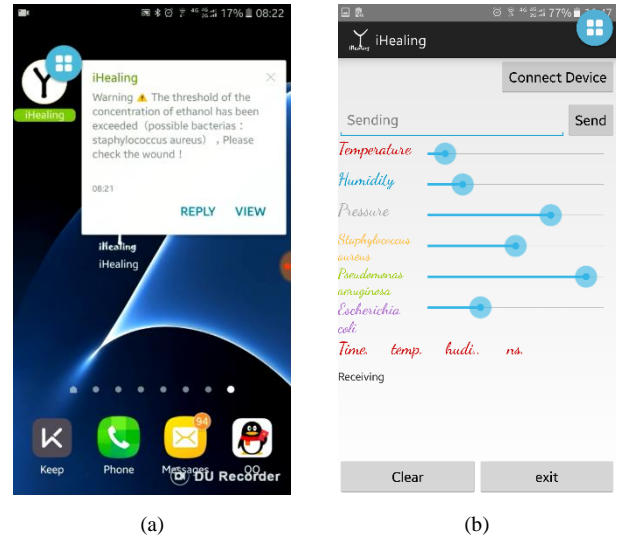 17% 08:22
iHealing
Warning ⚠ The threshold of the
concentration of ethanol has been
exceeded (possible bacterias :
staphylococcus aureus) , Please
check the wound !
08:21
REPLY VIEW
iHealing
iHealing
iHealing
94
Keep Phone Messages QQ
DU Recorder
(a)
77%
iHealing
iHealing
Connect Device
Sending Send
Temperature
Humidity
Pressure
Staphylococcus
aureus
Pseudomonas
aeruginosa
Escherichia
coli
Time. temp. hudi.. ns.
Receiving
Clear exit
(b)